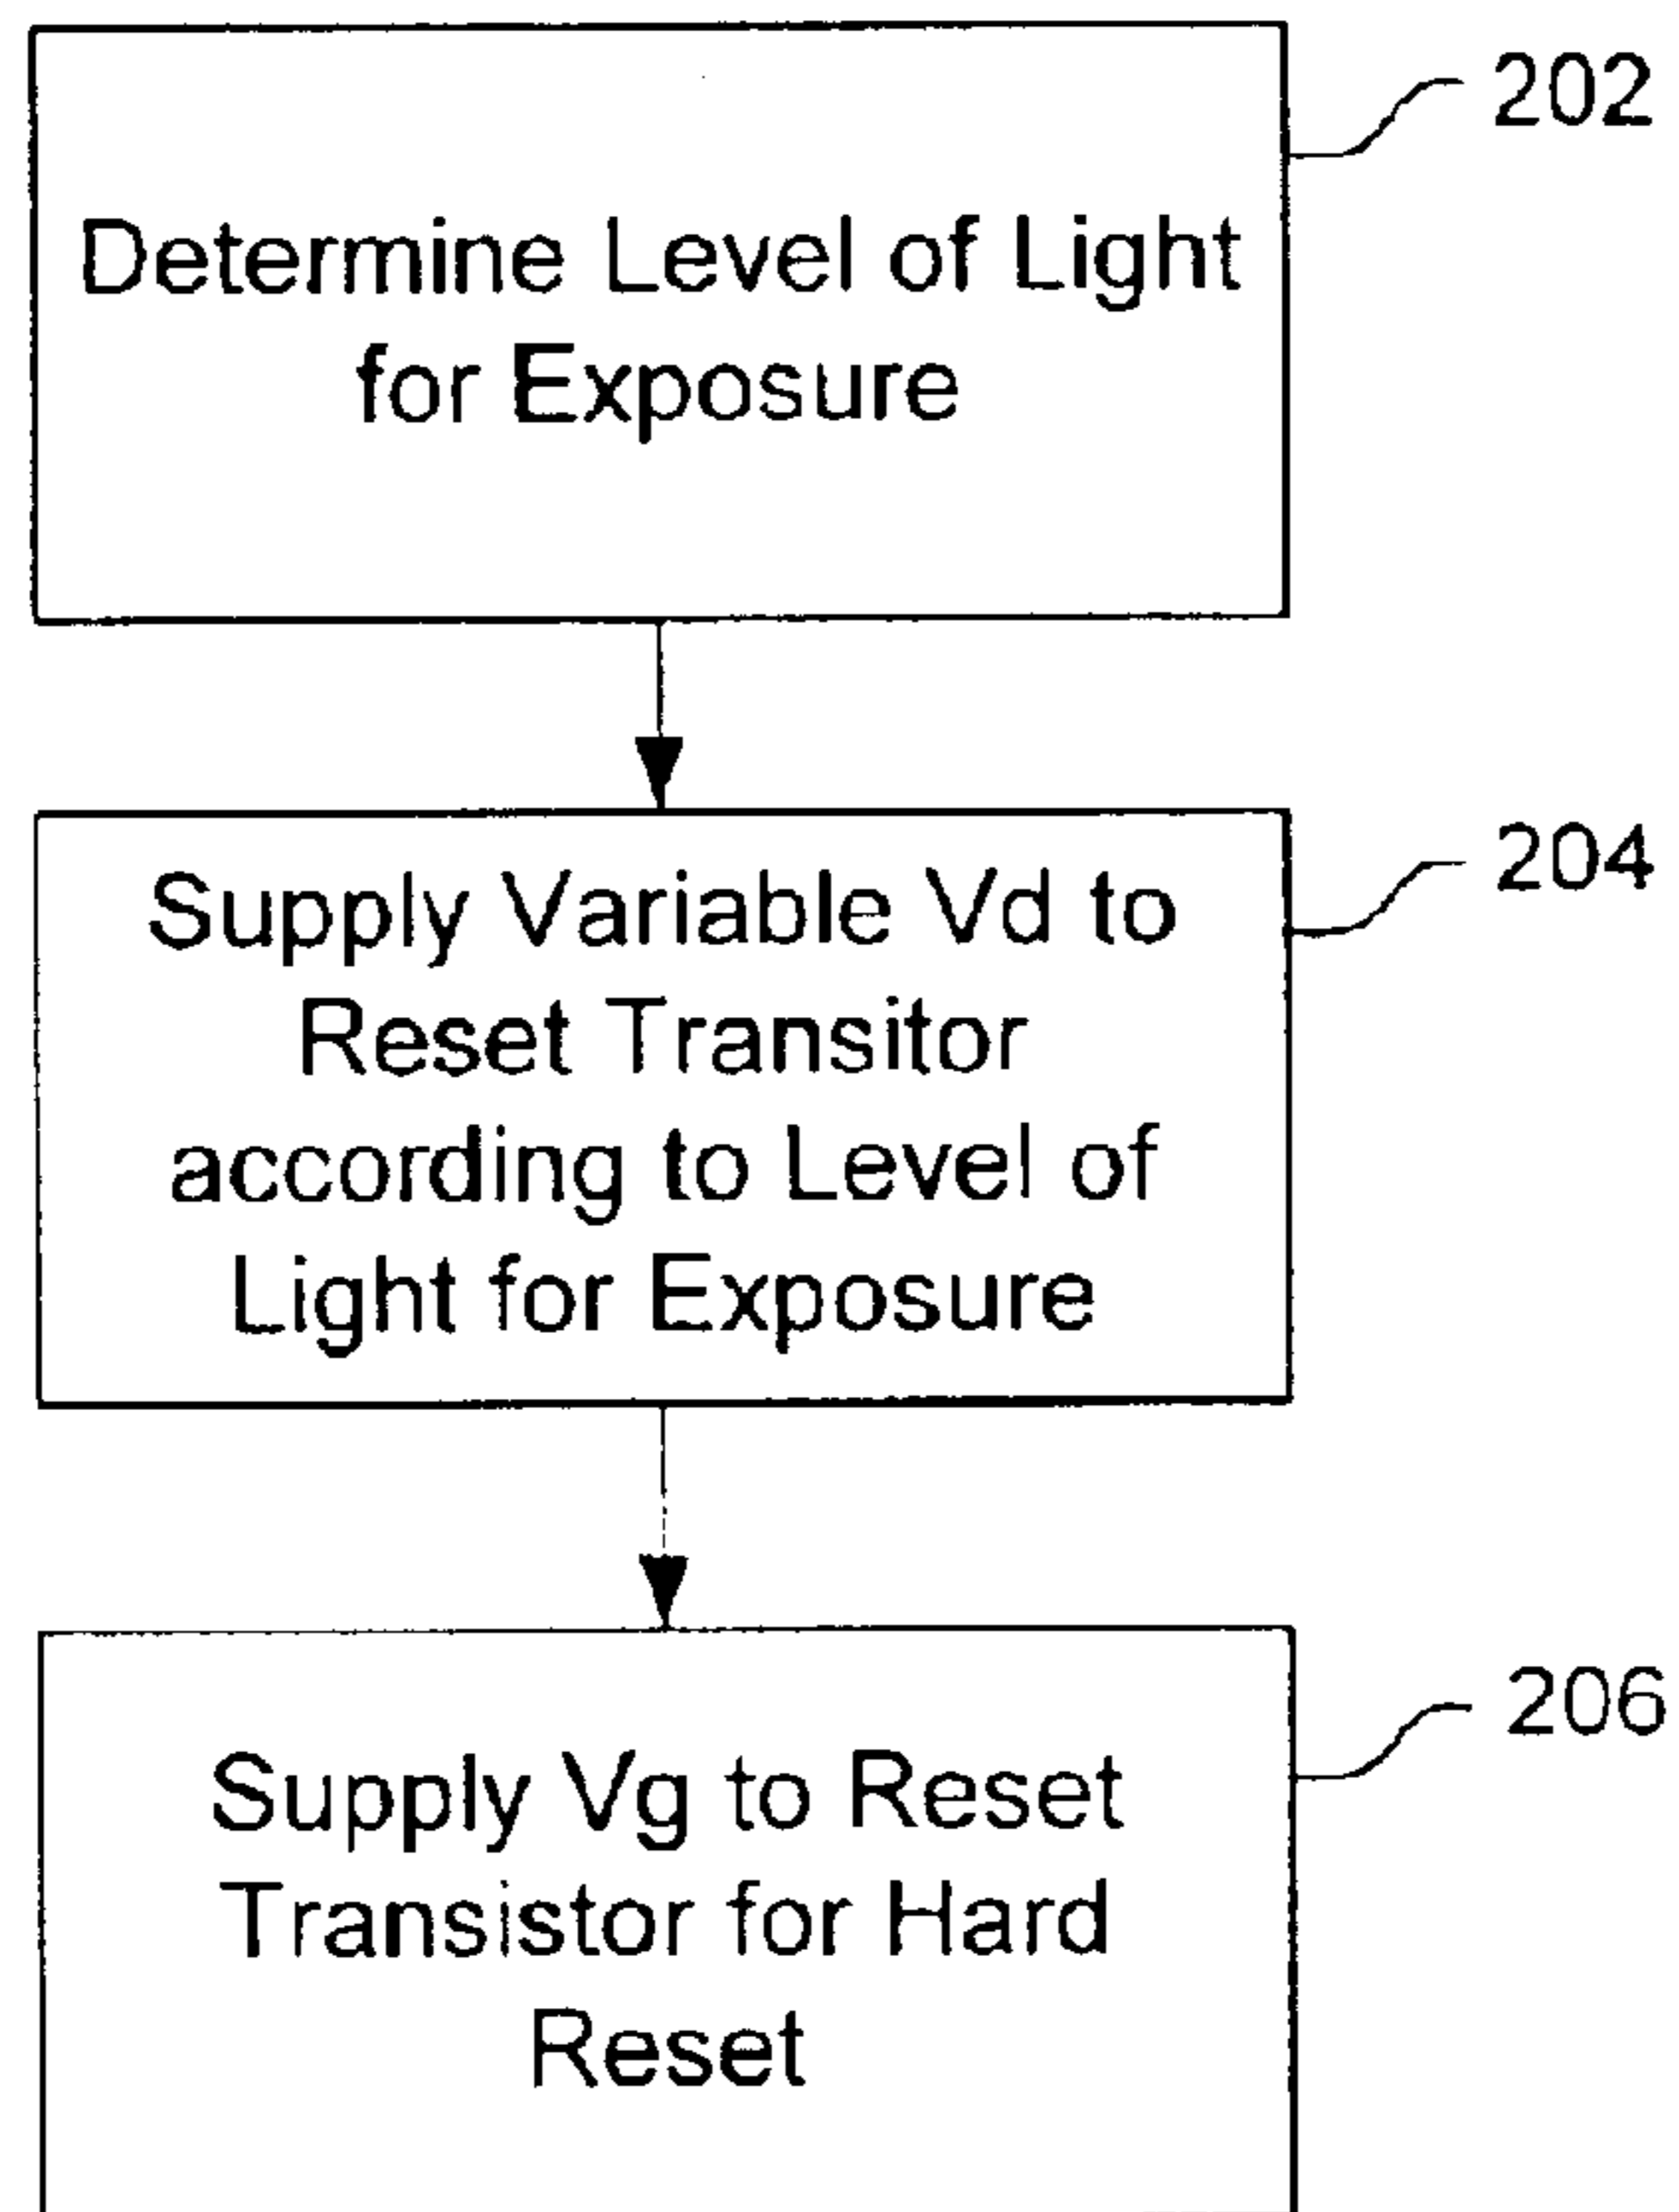 202
Determine Level of Light
for Exposure
204
Supply Variable Vd to
Reset Transitor
according to Level of
Light for Exposure
206
Supply Vg to Reset
Transistor for Hard
Reset